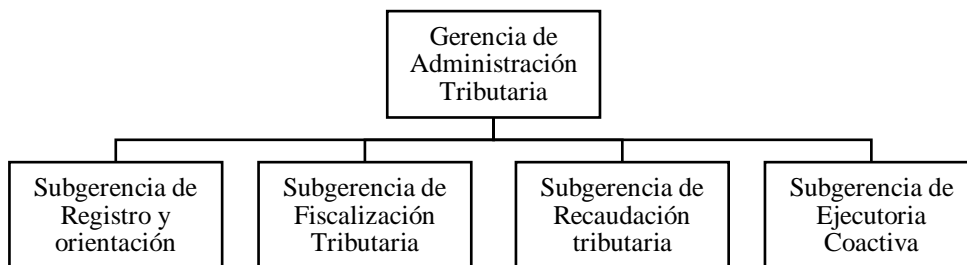 Gerencia de
Administración
Tributaria
Subgerencia de
Registro y
orientación
Subgerencia de
Fiscalización
Tributaria
Subgerencia de
Recaudación
tributaria
Subgerencia de
Ejecutoria
Coactiva